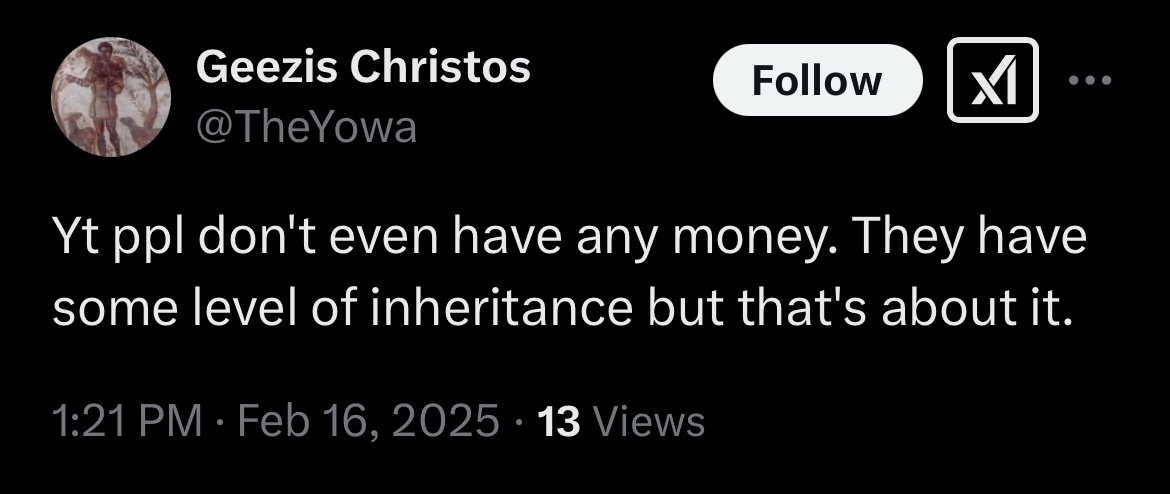 Geezis Christos
@TheYowa
Follow
Yt ppl don't even have any money. They have
some level of inheritance but that's about it.
1:21 PM · Feb 16, 2025 · 13 Views